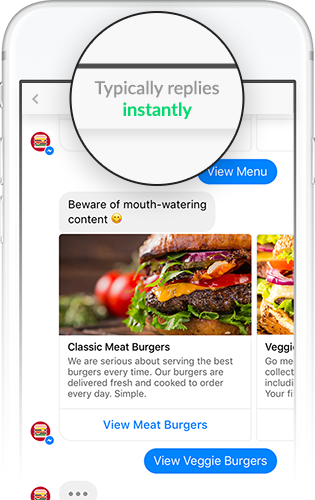 Typically replies
instantly
View Menu
Beware of mouth-watering
content 😋
Classic Meat Burgers
We are serious about serving the best
burgers every time. Our burgers are
delivered fresh and cooked to order
every day. Simple.
View Meat Burgers
Veggi
Go me
collect
includi
Your fi
View Veggie Burgers